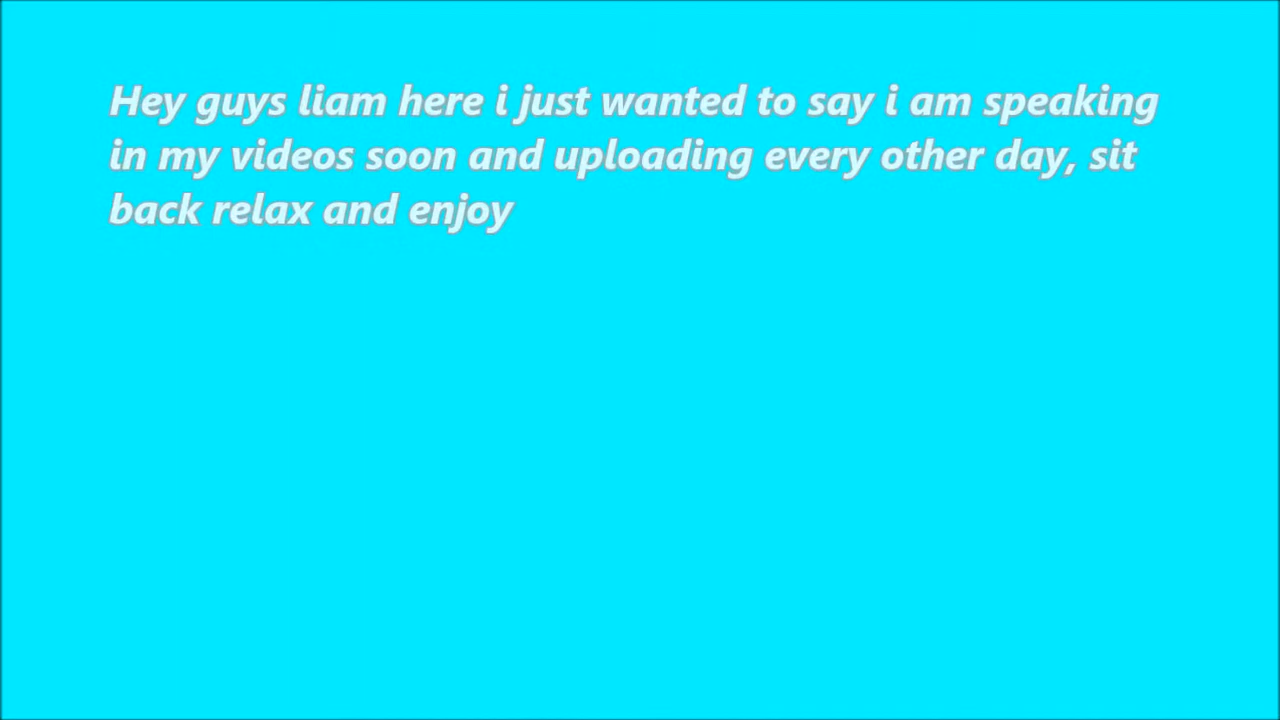 Hey guys liam here i just wanted to say i am speaking
in my videos soon and uploading every other day, sit
back relax and enjoy